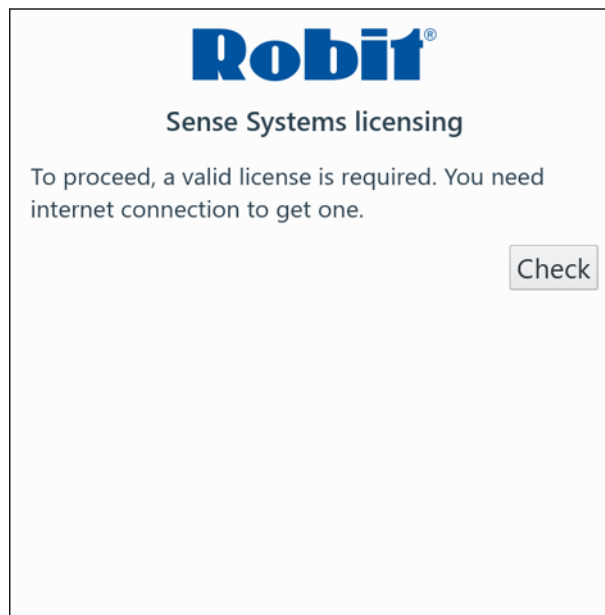 Robit®
Sense Systems licensing
To proceed, a valid license is required. You need
internet connection to get one.
Check